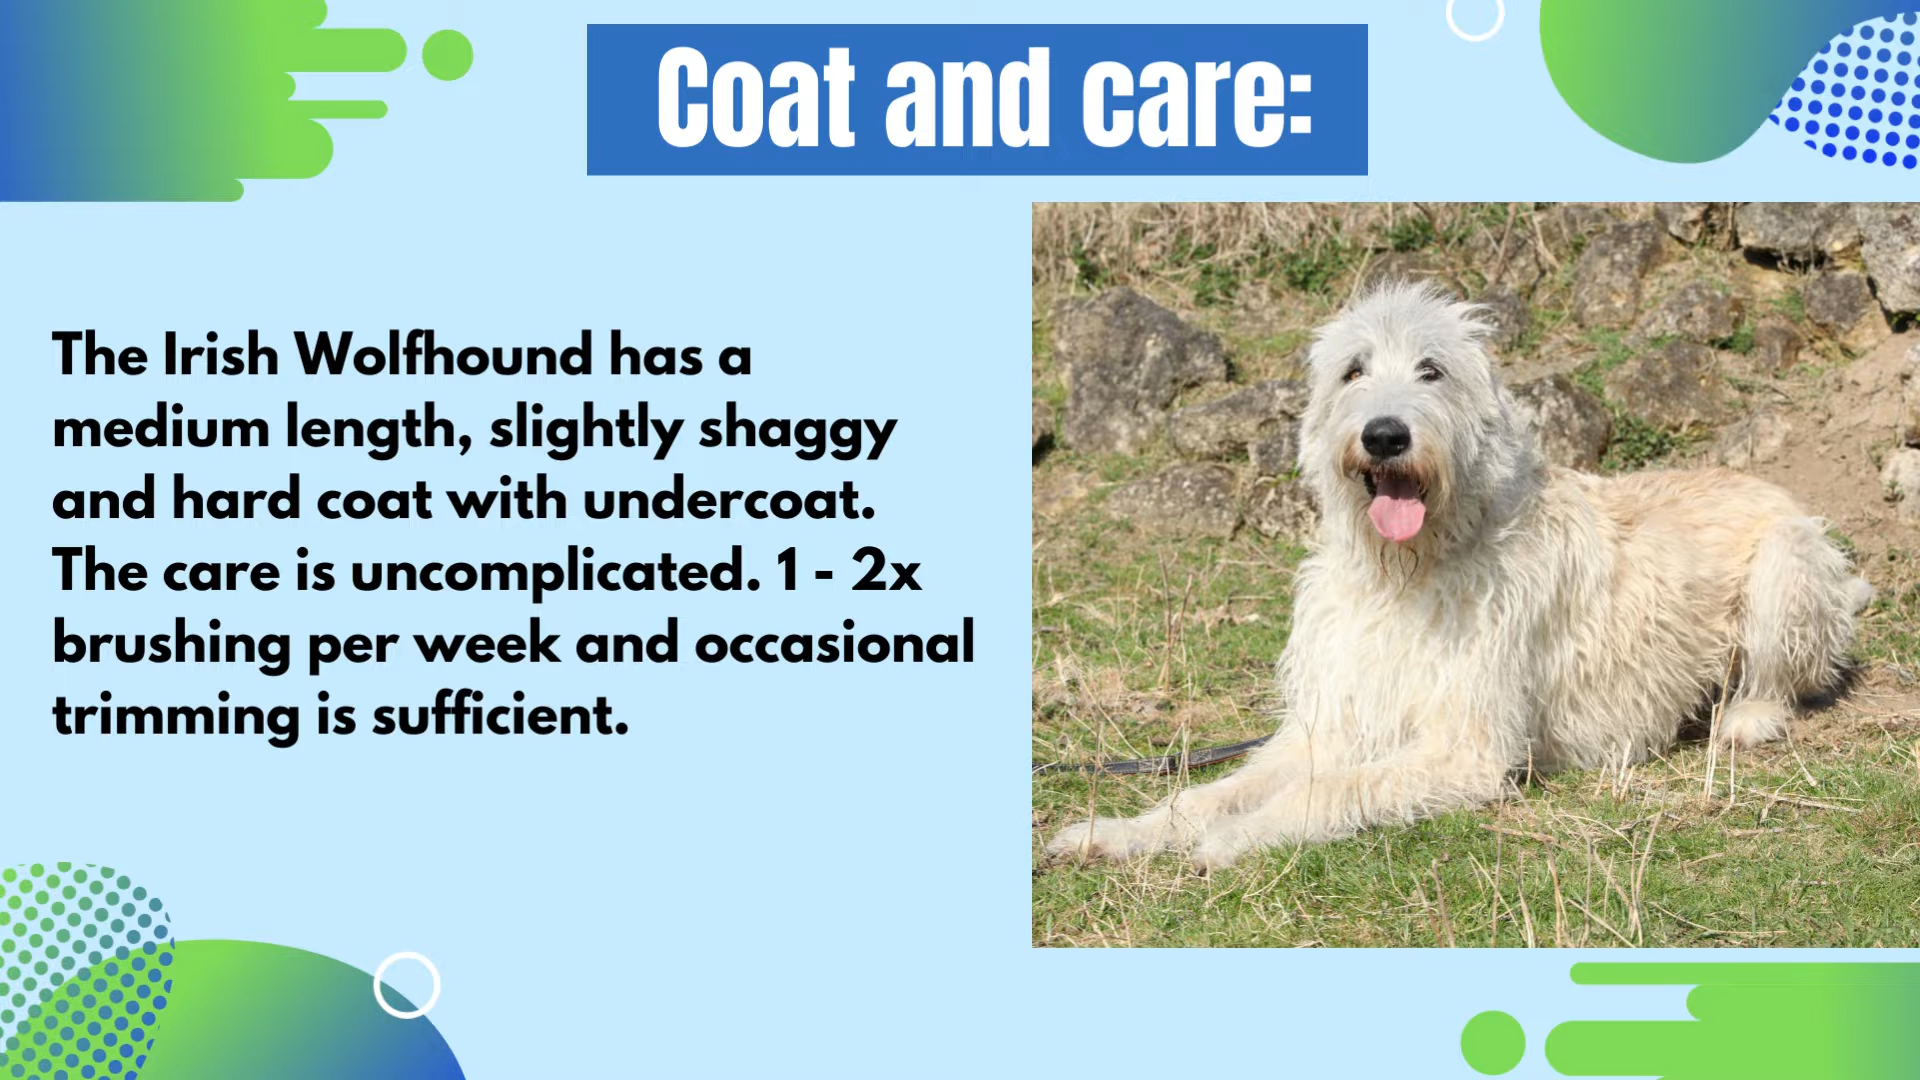 Coat and care:
The Irish Wolfhound has a
medium length, slightly shaggy
and hard coat with undercoat.
The care is uncomplicated. 1 - 2x
brushing per week and occasional
trimming is sufficient.